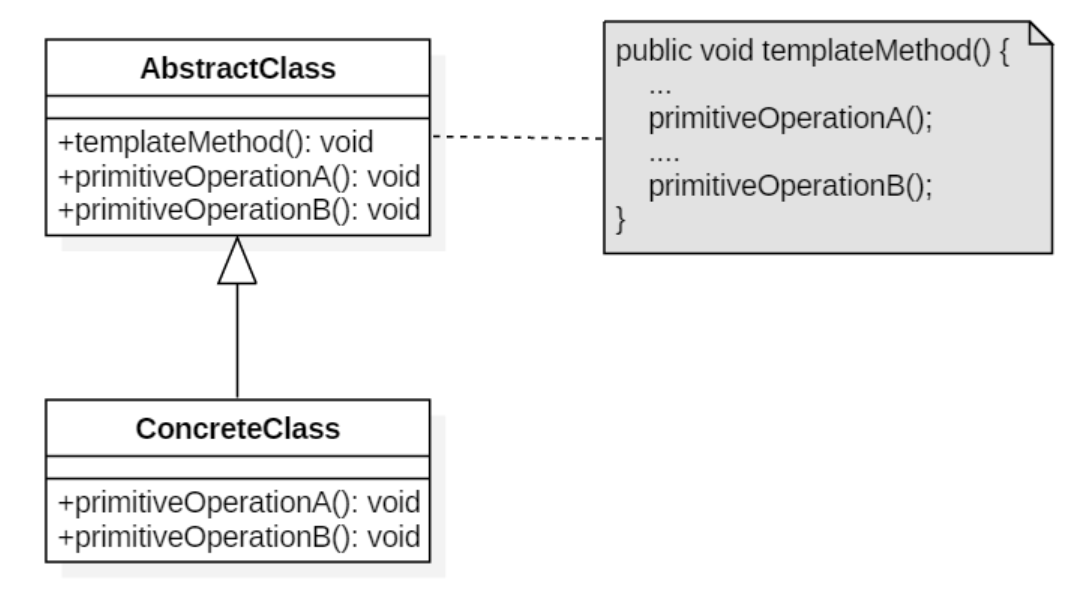 AbstractClass
+templateMethod(): void
+primitiveOperationA(): void
+primitiveOperationB(): void
public void templateMethod() {
...
primitiveOperationA();
....
primitiveOperationB();
}
ConcreteClass
+primitiveOperationA(): void
+primitiveOperationB(): void